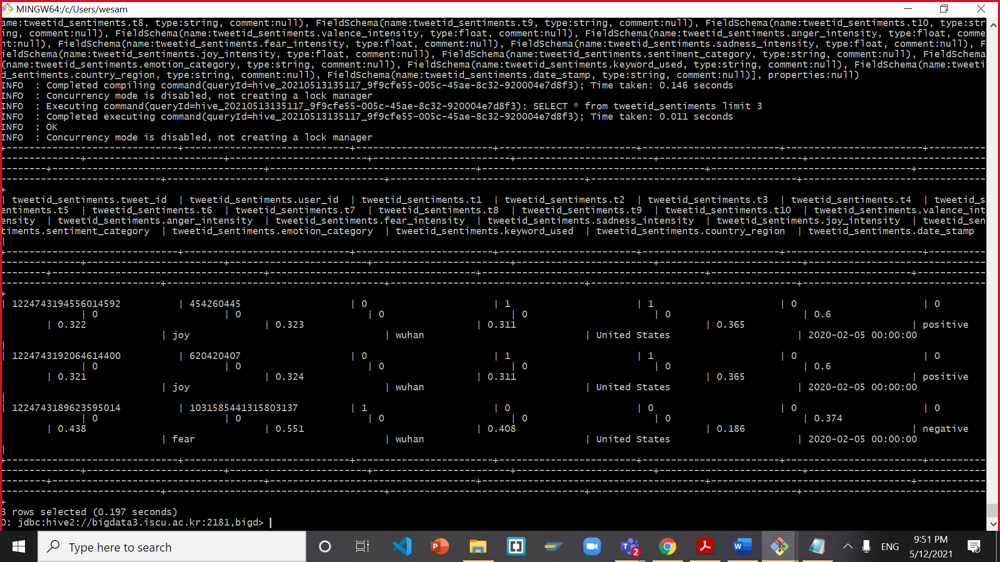 MINGW64:/c/Users/wesam
ame:tweetid_sentiments.t8, type:string, comment:null), FieldSchema(name:tweetid_sentiments.t9, type:string, comment:null), FieldSchema(name:tweetid_sentiments.t10, type:str
ing, comment:null), FieldSchema(name:tweetid_sentiments.valence_intensity, type:float, comment:null), FieldSchema(name:tweetid_sentiments.anger_intensity, type:float, comme
nt:null), FieldSchema(name:tweetid_sentiments.fear_intensity, type:float, comment:null), FieldSchema(name:tweetid_sentiments.sadness_intensity, type:float, comment:null), F
ieldSchema(name:tweetid_sentiments.joy_intensity, type:float, comment:null), FieldSchema(name:tweetid_sentiments.sentiment_category, type:string, comment:null), FieldSchema
(name:tweetid_sentiments.emotion_category, type:string, comment:null), FieldSchema(name:tweetid_sentiments.keyword_used, type:string, comment:null), FieldSchema(name:tweeti
d_sentiments.country_region, type:string, comment:null), FieldSchema(name:tweetid_sentiments.date_stamp, type:string, comment:null)], properties:null)
INFO : Completed compiling command(queryId=hive_20210513135117_9f9cfe55-005c-45ae-8c32-920004e7d8f3); Time taken: 0.146 seconds
INFO : Concurrency mode is disabled, not creating a lock manager
INFO : Executing command(queryId=hive_20210513135117_9f9cfe55-005c-45ae-8c32-920004e7d8f3): SELECT * from tweetid_sentiments limit 3
INFO : Completed executing command(queryId=hive_20210513135117_9f9cfe55-005c-45ae-8c32-920004e7d8f3); Time taken: 0.011 seconds
INFO : OK
INFO : Concurrency mode is disabled, not creating a lock manager
| tweetid_sentiments.tweet_id | tweetid_sentiments.user_id | tweetid_sentiments.t1 | tweetid_sentiments.t2 | tweetid_sentiments.t3 | tweetid_sentiments.t4 | tweetid_s
entiments.t5 | tweetid_sentiments.t6 | tweetid_sentiments.t7 | tweetid_sentiments.t8 | tweetid_sentiments.t9 | tweetid_sentiments.t10 | tweetid_sentiments.valence_int
ensity | tweetid_sentiments.anger_intensity | tweetid_sentiments.fear_intensity | tweetid_sentiments.sadness_intensity | tweetid_sentiments.joy_intensity | tweetid_sen
timents.sentiment_category | tweetid_sentiments.emotion_category | tweetid_sentiments.keyword_used | tweetid_sentiments.country_region | tweetid_sentiments.date_stamp
|
| 1224743194556014592 | 454260445 | 0 | 1 | 1 | 0 | 0
| 0 | 0 | 0 | 0 | 0 | 0.6
| 0.322 | 0.323 | 0.311 | 0.365 | positive
| joy | wuhan | United States | 2020-02-05 00:00:00
|
| 1224743192064614400 | 620420407 | 0 | 1 | 1 | 0 | 0
| 0 | 0 | 0 | 0 | 0 | 0.6
| 0.321 | 0.324 | 0.311 | 0.365 | positive
| joy | wuhan | United States | 2020-02-05 00:00:00
|
| 1224743189623595014 | 1031585441315803137 | 1 | 0 | 0 | 0 | 0
| 0 | 0 | 0 | 0 | 0 | 0.374
| 0.438 | 0.551 | 0.408 | 0.186 | negative
| fear | wuhan | United States | 2020-02-05 00:00:00
|
3 rows selected (0.197 seconds)
0: jdbc:hive2://bigdata3.iscu.ac.kr:2181,bigd>
Type here to search
P
2
W
ENG
9:51 PM
5/12/2021